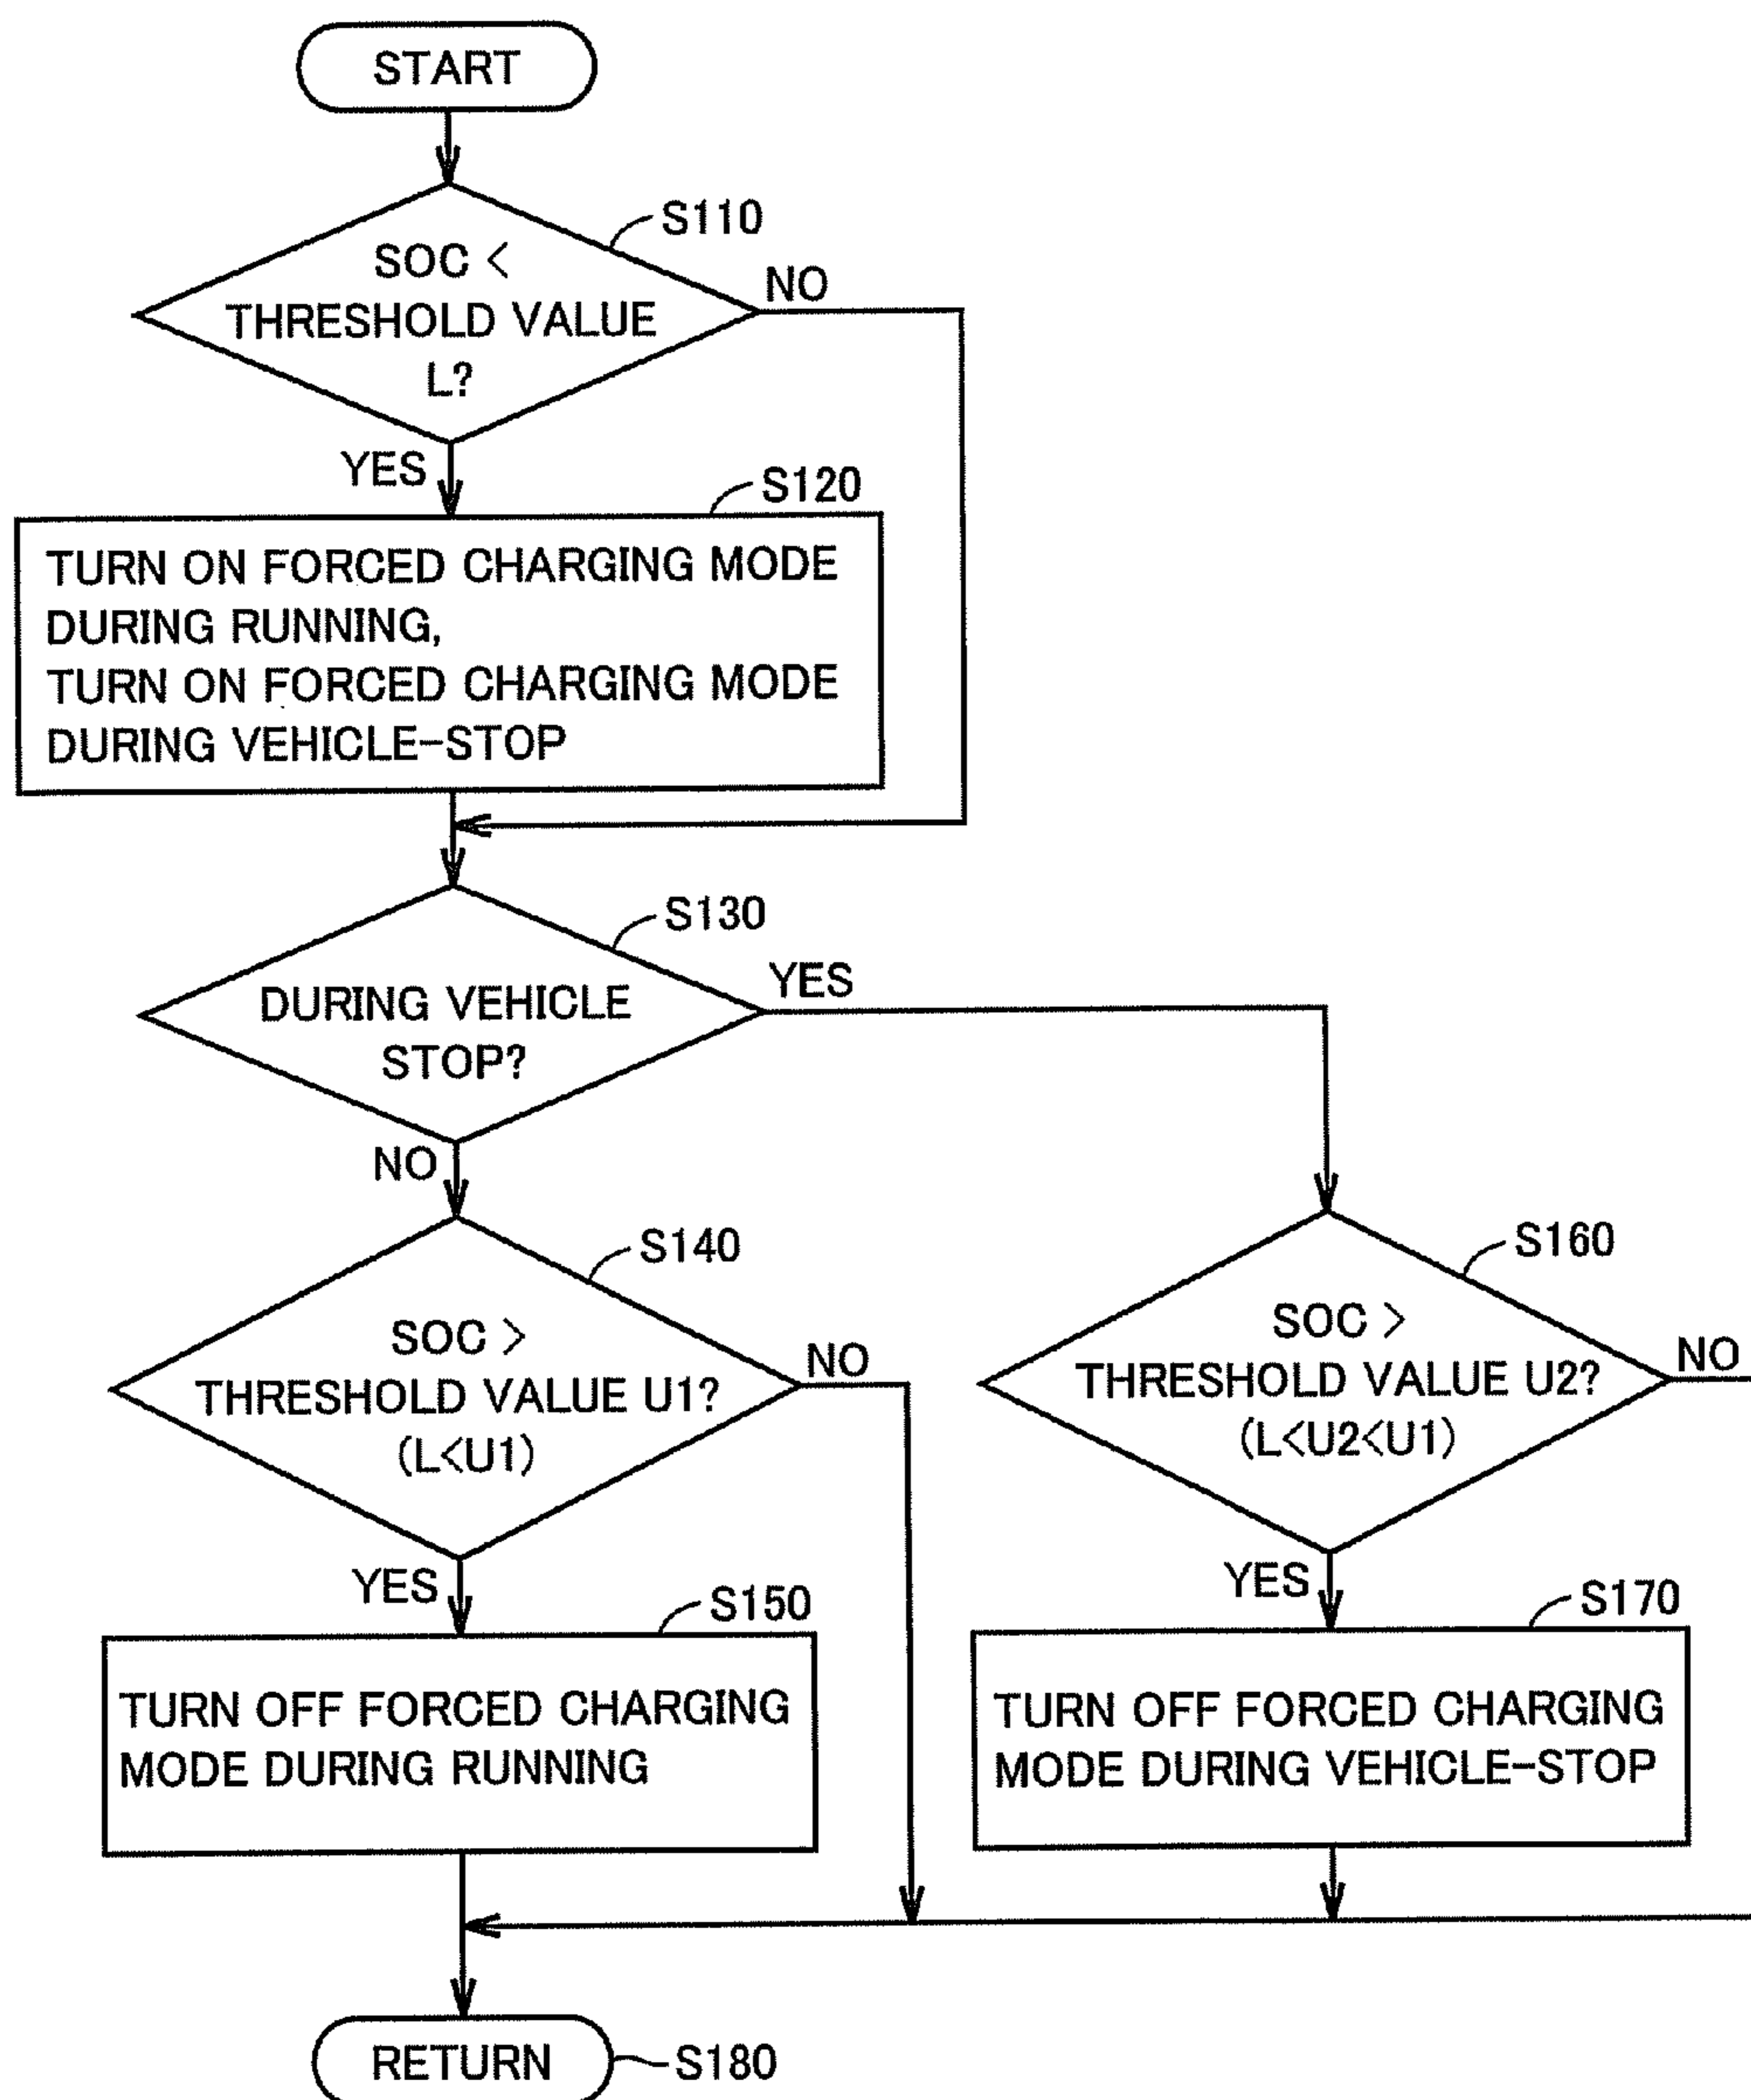 START
S110
SOC <
THRESHOLD VALUE
L?
NO
YES
S120
TURN ON FORCED CHARGING MODE
DURING RUNNING,
TURN ON FORCED CHARGING MODE
DURING VEHICLE-STOP
S130
DURING VEHICLE
STOP?
YES
NO
S140
SOC >
THRESHOLD VALUE U1?
(L<U1)
NO
YES
S160
SOC >
THRESHOLD VALUE U2?
(L<U2<U1)
NO
YES
S150
TURN OFF FORCED CHARGING
MODE DURING RUNNING
S170
TURN OFF FORCED CHARGING
MODE DURING VEHICLE-STOP
RETURN
S180